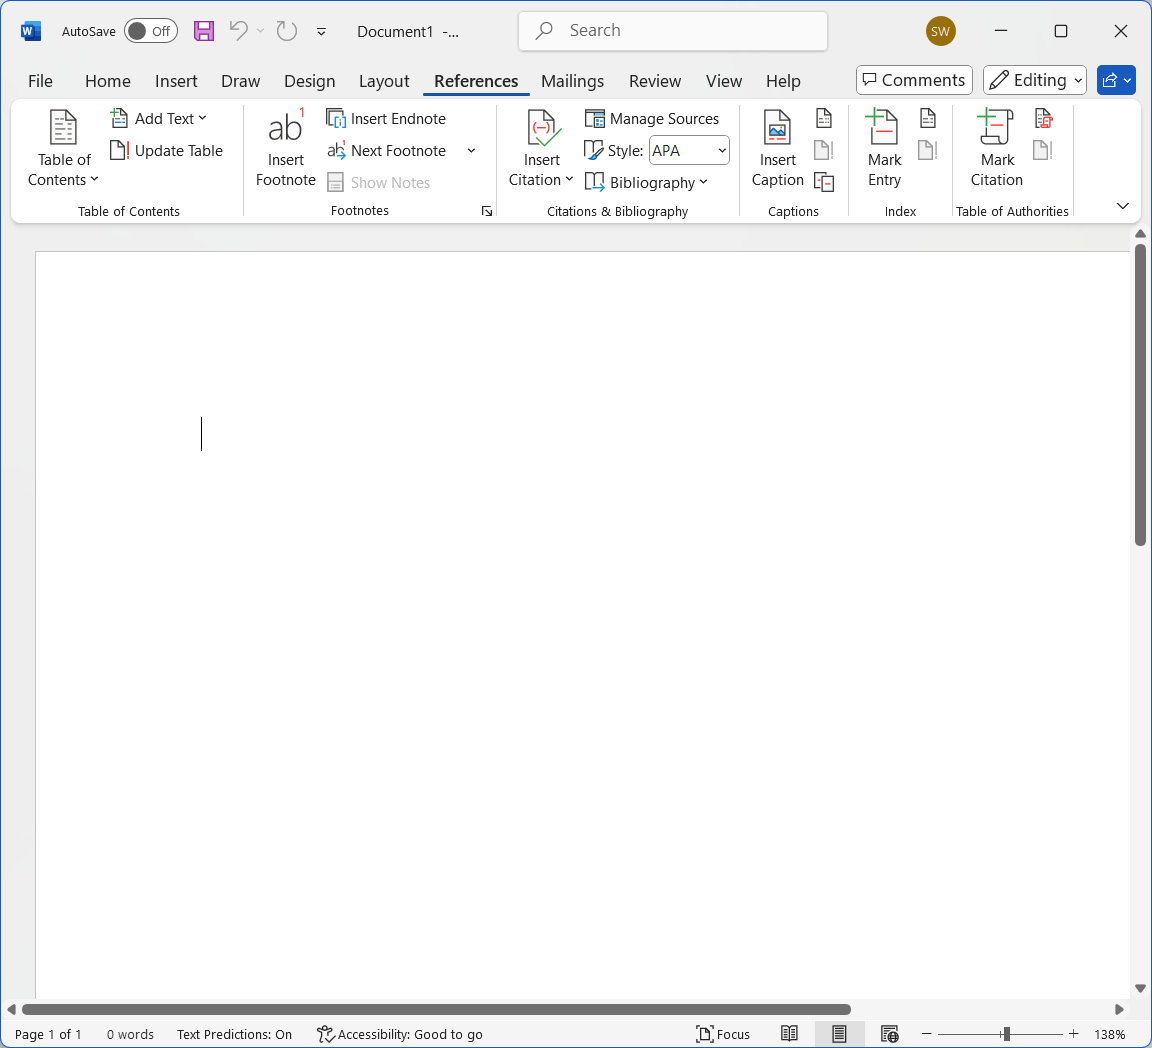 AutoSave Off Document1 -... Search SW
File Home Insert Draw Design Layout References Mailings Review View Help Comments Editing
Table of Contents
Add Text
Update Table
Table of Contents
ab1
Insert Footnote
Insert Endnote
Next Footnote
Show Notes
Footnotes
Insert Citation
Manage Sources
Style: APA
Bibliography
Citations & Bibliography
Insert Caption
Captions
Mark Entry
Index
Mark Citation
Table of Authorities
Page 1 of 1 0 words Text Predictions: On Accessibility: Good to go Focus 138%